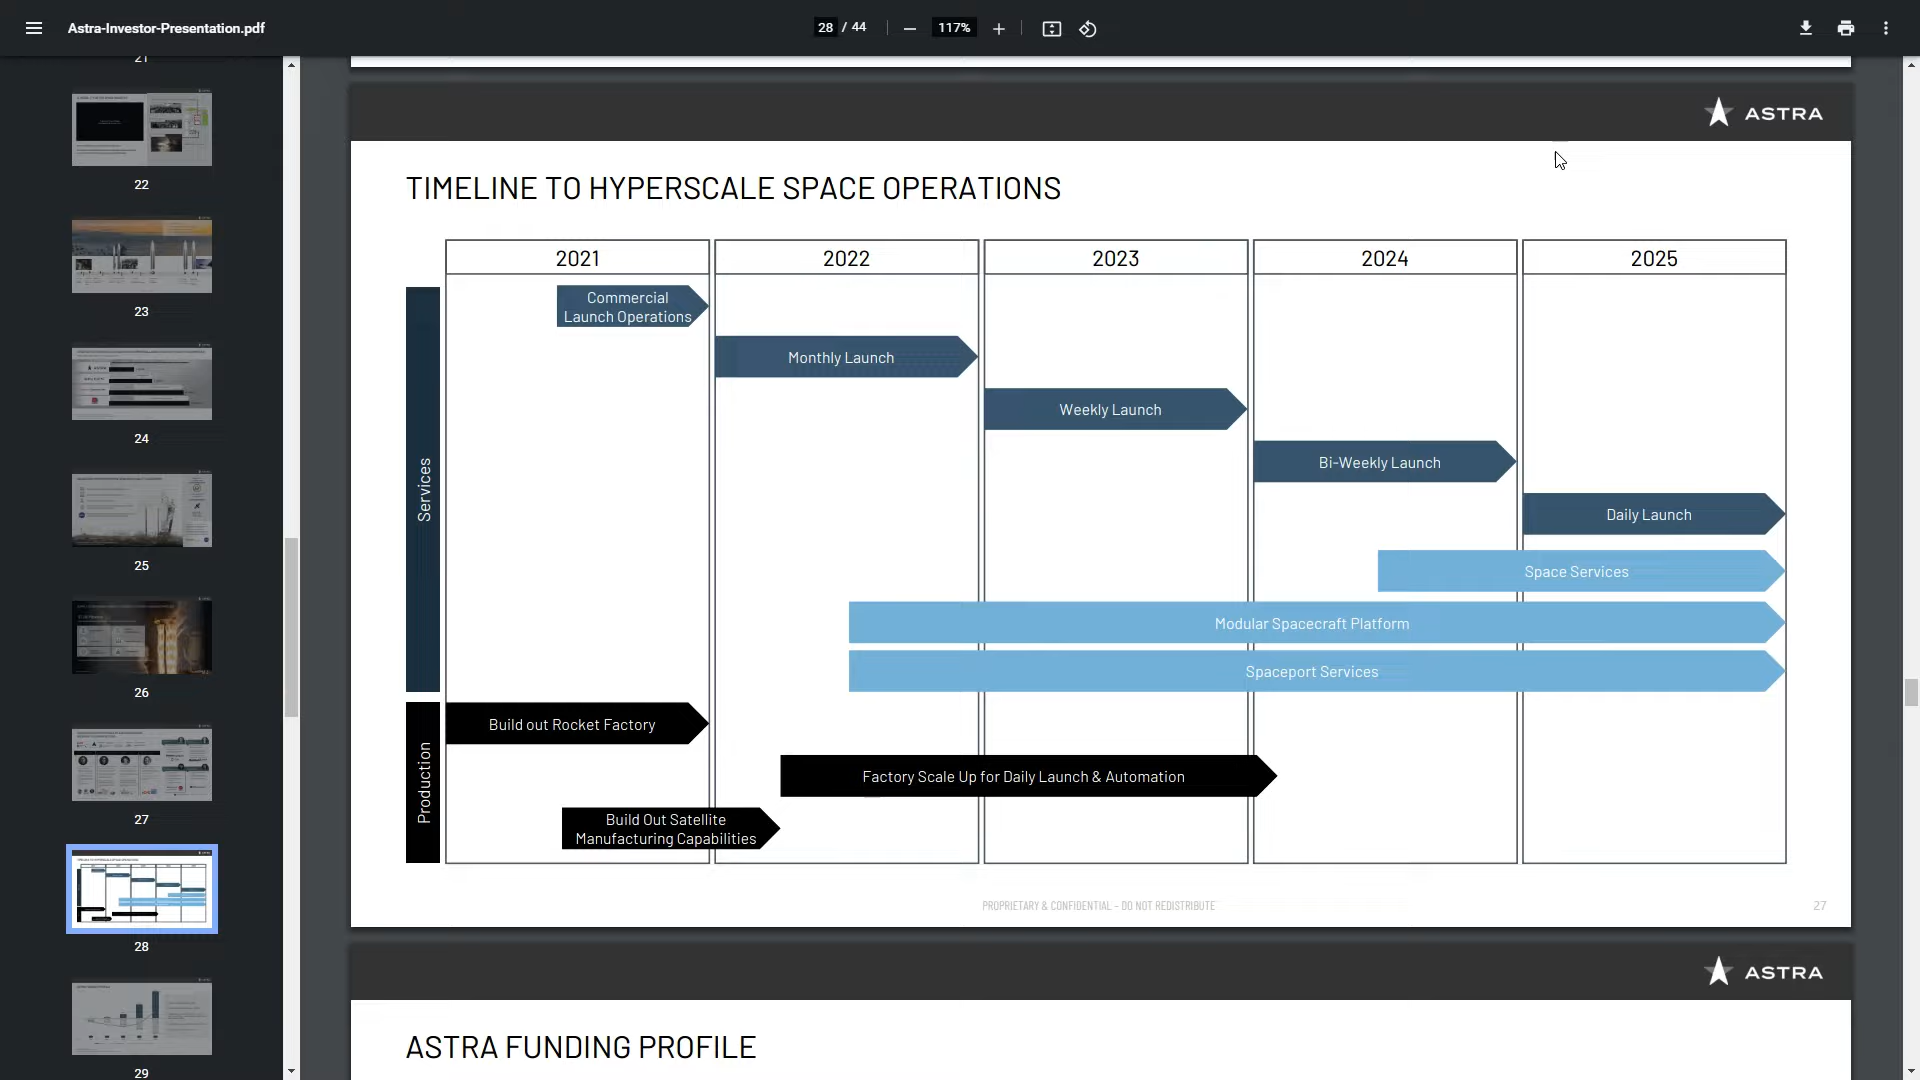 Astra-Investor-Presentation.pdf
28 / 44
117%
21
22
23
24
25
26
27
28
29
ASTRA
TIMELINE TO HYPERSCALE SPACE OPERATIONS
2021
2022
2023
2024
2025
Services
Commercial
Launch Operations
Monthly Launch
Weekly Launch
Bi-Weekly Launch
Daily Launch
Space Services
Modular Spacecraft Platform
Spaceport Services
Production
Build out Rocket Factory
Factory Scale Up for Daily Launch & Automation
Build Out Satellite
Manufacturing Capabilities
PROPRIETARY & CONFIDENTIAL – DO NOT REDISTRIBUTE
27
ASTRA
ASTRA FUNDING PROFILE